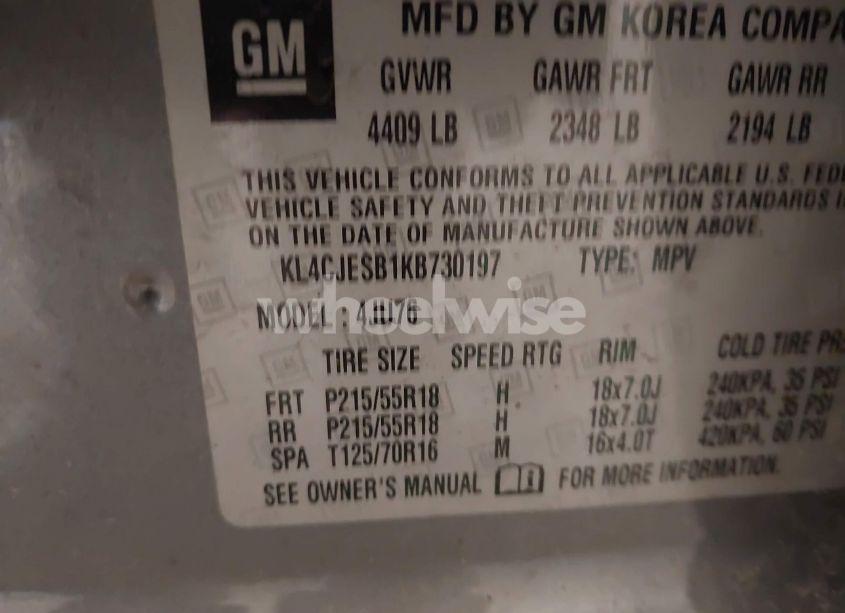 GM
MFD BY GM KOREA COMPA
GVWR GAWR FRT GAWR RR
4409 LB 2348 LB 2194 LB
THIS VEHICLE CONFORMS TO ALL APPLICABLE U.S. FEDE
VEHICLE SAFETY AND THEFT PREVENTION STANDARDS I
ON THE DATE OF MANUFACTURE SHOWN ABOVE.
KL4CJESB1KB730197 TYPE: MPV
wheelwise
MODEL :
TIRE SIZE SPEED RTG RIM COLD TIRE PR
FRT P215/55R18 H 18x7.0J 240KPA, 35 PSI
RR P215/55R18 H 18x7.0J 240KPA, 35 PSI
SPA T125/70R16 M 16x4.0T 420KPA, 60 PSI
SEE OWNER'S MANUAL FOR MORE INFORMATION.